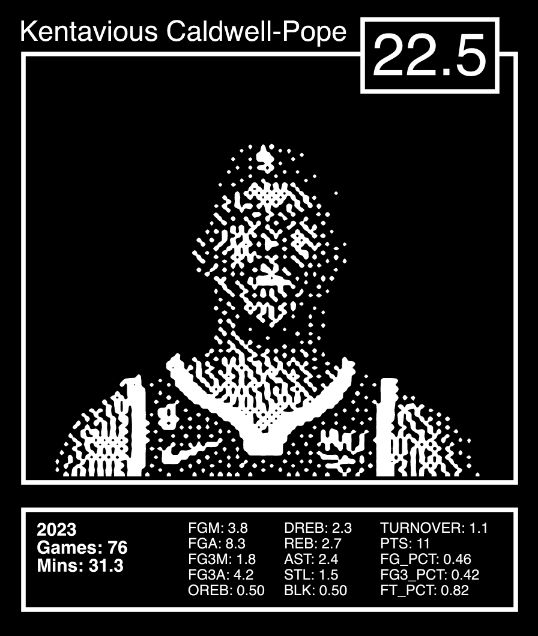 Kentavious Caldwell-Pope
22.5
2023
Games: 76
Mins: 31.3
FGM: 3.8
FGA: 8.3
FG3M: 1.8
FG3A: 4.2
OREB: 0.50
DREB: 2.3
REB: 2.7
AST: 2.4
STL: 1.5
BLK: 0.50
TURNOVER: 1.1
PTS: 11
FG_PCT: 0.46
FG3_PCT: 0.42
FT_PCT: 0.82